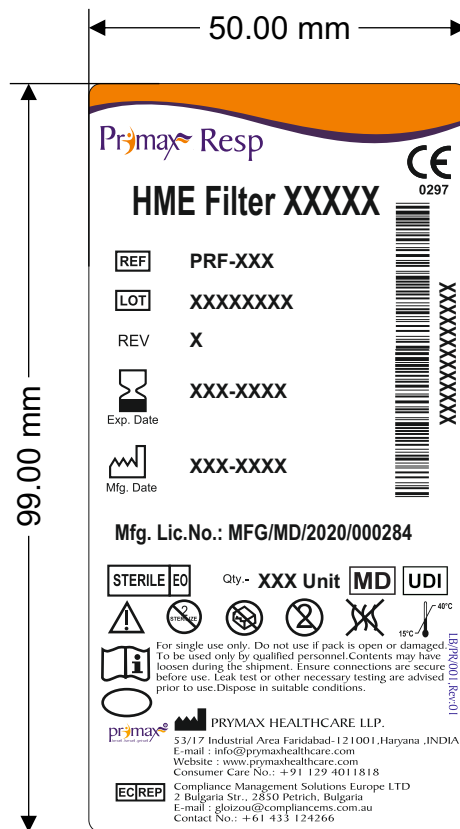 50.00 mm
99.00 mm
Prymax Resp
CE
0297
HME Filter XXXXX
REF PRF-XXX
LOT XXXXXXXX
REV X
Exp. Date XXX-XXXX
Mfg. Date XXX-XXXX
XXXXXXXXXXXXX
Mfg. Lic.No.: MFG/MD/2020/000284
STERILE EO Qty.- XXX Unit MD UDI
2
STERILIZE
2
15°C 40°C
For single use only. Do not use if pack is open or damaged.
To be used only by qualified personnel.Contents may have
loosen during the shipment. Ensure connections are secure
before use. Leak test or other necessary testing are advised
prior to use.Dispose in suitable conditions.
LB/PR/001,Rev:01
prymax
PRYMAX HEALTHCARE LLP.
53/17 Industrial Area Faridabad-121001,Haryana ,INDIA
E-mail : info@prymaxhealthcare.com
Website : www.prymaxhealthcare.com
Consumer Care No.: +91 129 4011818
EC REP Compliance Management Solutions Europe LTD
2 Bulgaria Str., 2850 Petrich, Bulgaria
E-mail : gloizou@compliancems.com.au
Contact No.: +61 433 124266